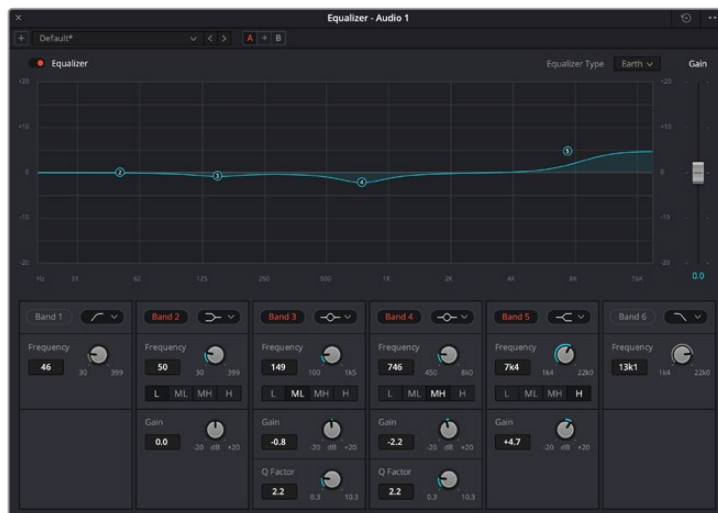 Equalizer - Audio 1
Default*
A
B
Equalizer
Equalizer Type
Earth
Gain
+20
+20
+10
+10
0
0
-10
-10
-20
-20
Hz 31 62 125 250 500 1K 2K 4K 8K 16K
2
3
4
5
0.0
Band 1
Band 2
Band 3
Band 4
Band 5
Band 6
Frequency
46
30 399
Frequency
50
30 399
L ML MH H
Gain
0.0
-20 dB +20
Frequency
149
100 1k5
L ML MH H
Gain
-0.8
-20 dB +20
Q Factor
2.2
0.3 10.3
Frequency
746
450 8k0
L ML MH H
Gain
-2.2
-20 dB +20
Q Factor
2.2
0.3 10.3
Frequency
7k4
1k4 22k0
L ML MH H
Gain
+4.7
-20 dB +20
Frequency
13k1
1k4 22k0